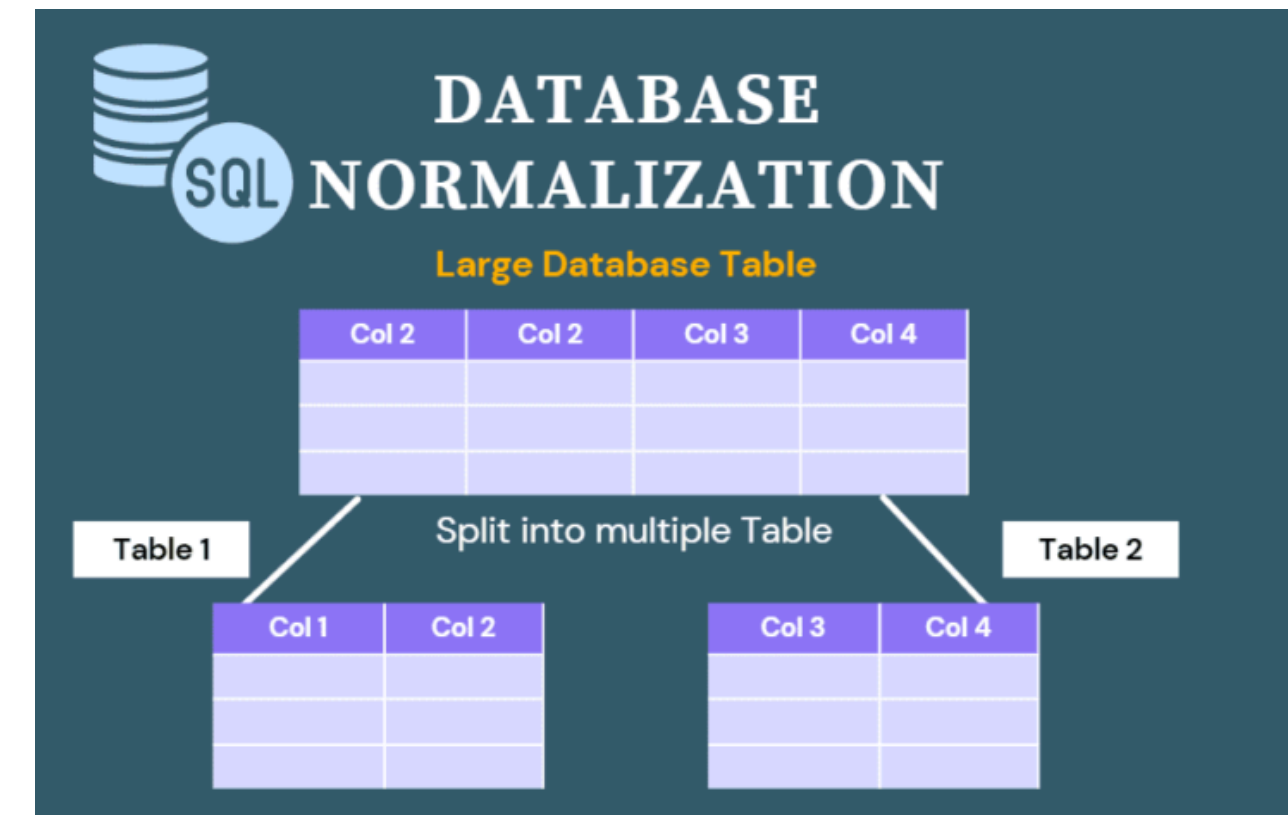 DATABASE
SQL NORMALIZATION
Large Database Table
Col 2 Col 2 Col 3 Col 4
Split into multiple Table
Table 1 Table 2
Col 1 Col 2 Col 3 Col 4